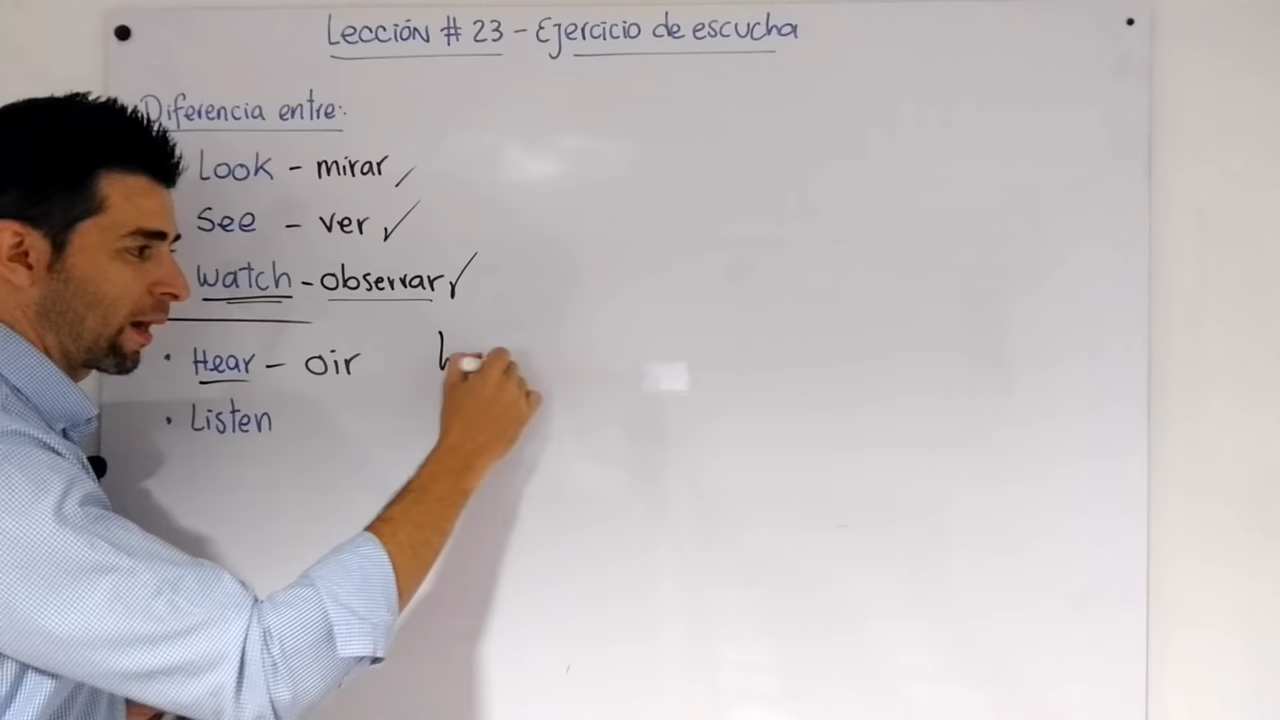 Lección # 23 - Ejercicio de escucha
Diferencia entre:
Look - mirar
See - ver ✓
Watch - observar ✓
• Hear - oir
• Listen